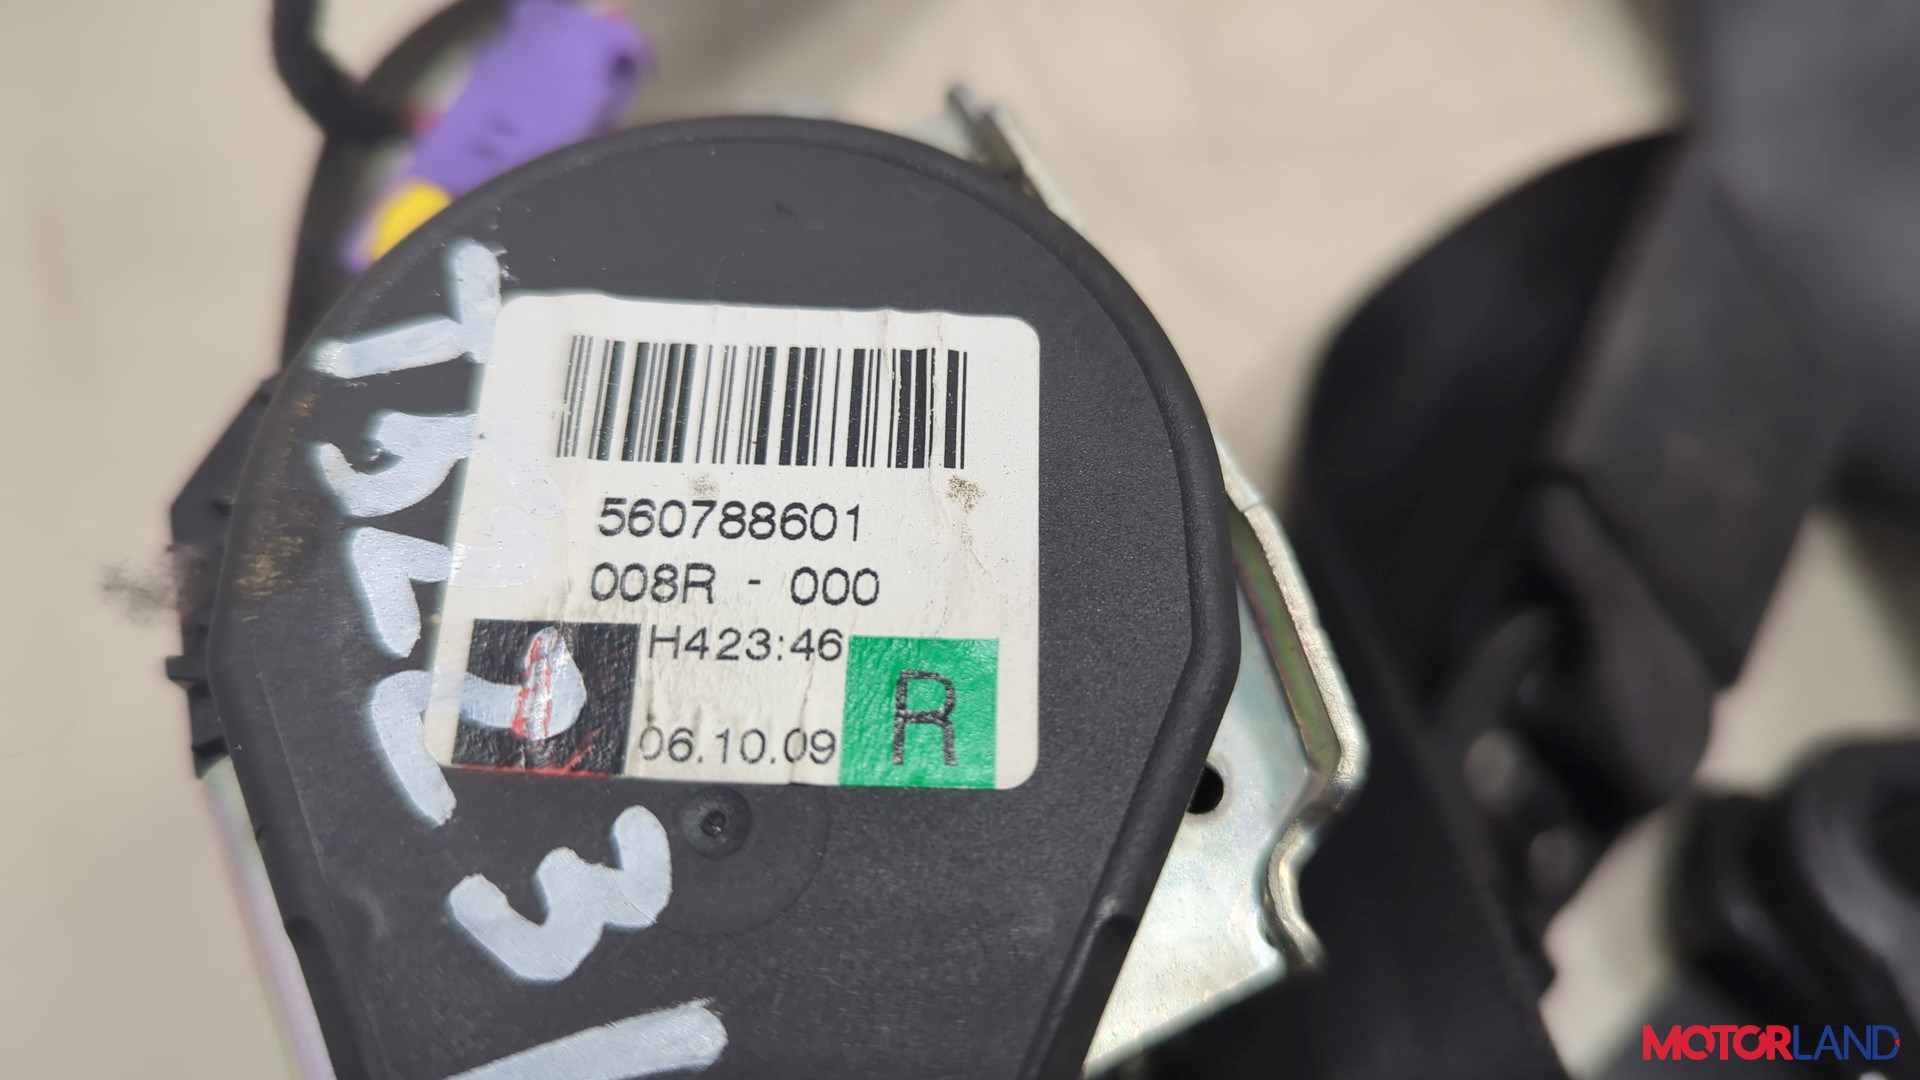 560788601
008R - 000
H423:46
06.10.09
R
MOTORLAND